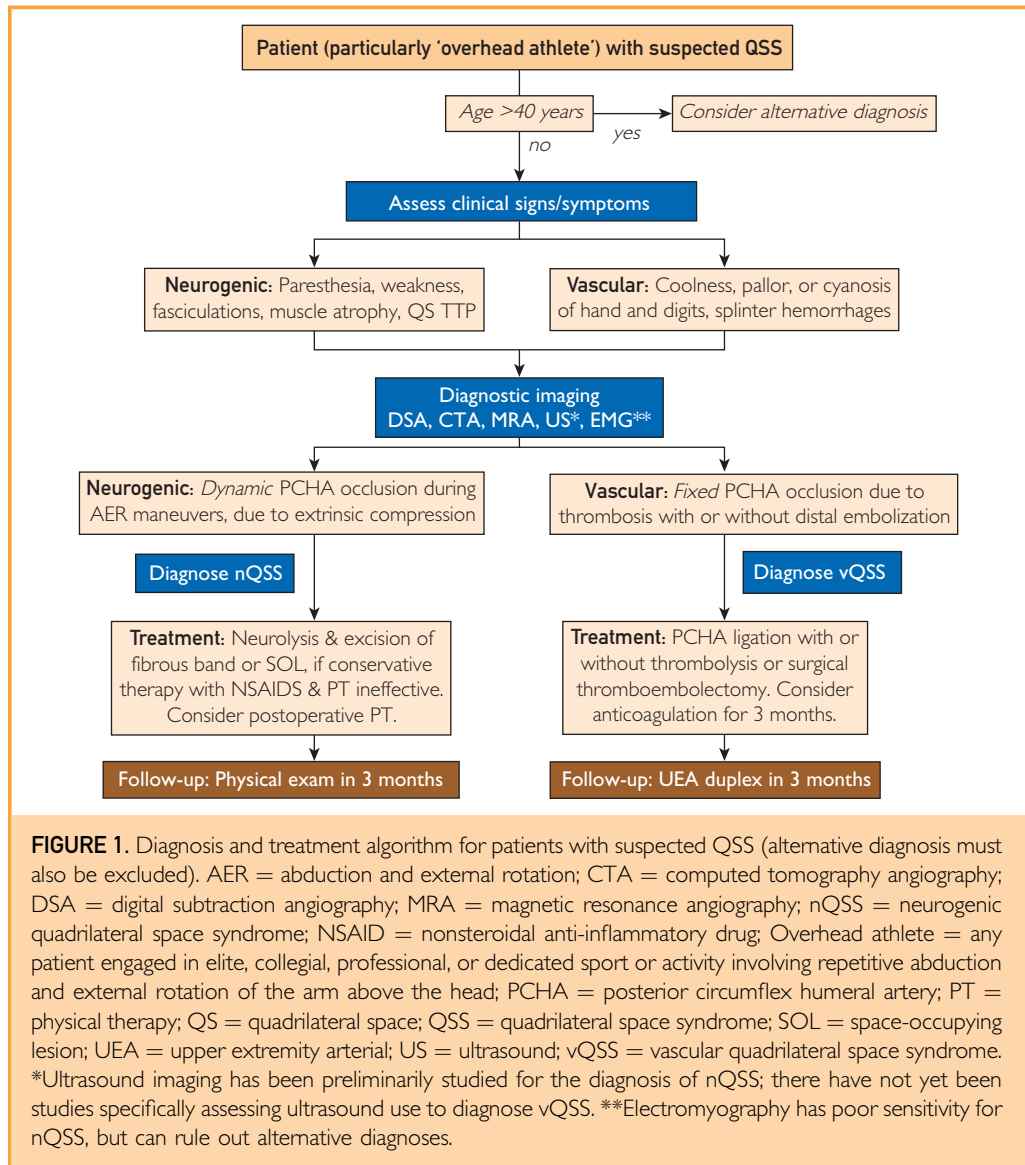 Patient (particularly ‘overhead athlete’) with suspected QSS
Age >40 years
yes
Consider alternative diagnosis
no
Assess clinical signs/symptoms
Neurogenic: Paresthesia, weakness,
fasciculations, muscle atrophy, QS TTP
Vascular: Coolness, pallor, or cyanosis
of hand and digits, splinter hemorrhages
Diagnostic imaging
DSA, CTA, MRA, US*, EMG**
Neurogenic: Dynamic PCHA occlusion during
AER maneuvers, due to extrinsic compression
Vascular: Fixed PCHA occlusion due to
thrombosis with or without distal embolization
Diagnose nQSS
Diagnose vQSS
Treatment: Neurolysis & excision of
fibrous band or SOL, if conservative
therapy with NSAIDS & PT ineffective.
Consider postoperative PT.
Treatment: PCHA ligation with or
without thrombolysis or surgical
thromboembolectomy. Consider
anticoagulation for 3 months.
Follow-up: Physical exam in 3 months
Follow-up: UEA duplex in 3 months
FIGURE 1. Diagnosis and treatment algorithm for patients with suspected QSS (alternative diagnosis must
also be excluded). AER = abduction and external rotation; CTA = computed tomography angiography;
DSA = digital subtraction angiography; MRA = magnetic resonance angiography; nQSS = neurogenic
quadrilateral space syndrome; NSAID = nonsteroidal anti-inflammatory drug; Overhead athlete = any
patient engaged in elite, collegial, professional, or dedicated sport or activity involving repetitive abduction
and external rotation of the arm above the head; PCHA = posterior circumflex humeral artery; PT =
physical therapy; QS = quadrilateral space; QSS = quadrilateral space syndrome; SOL = space-occupying
lesion; UEA = upper extremity arterial; US = ultrasound; vQSS = vascular quadrilateral space syndrome.
*Ultrasound imaging has been preliminarily studied for the diagnosis of nQSS; there have not yet been
studies specifically assessing ultrasound use to diagnose vQSS. **Electromyography has poor sensitivity for
nQSS, but can rule out alternative diagnoses.